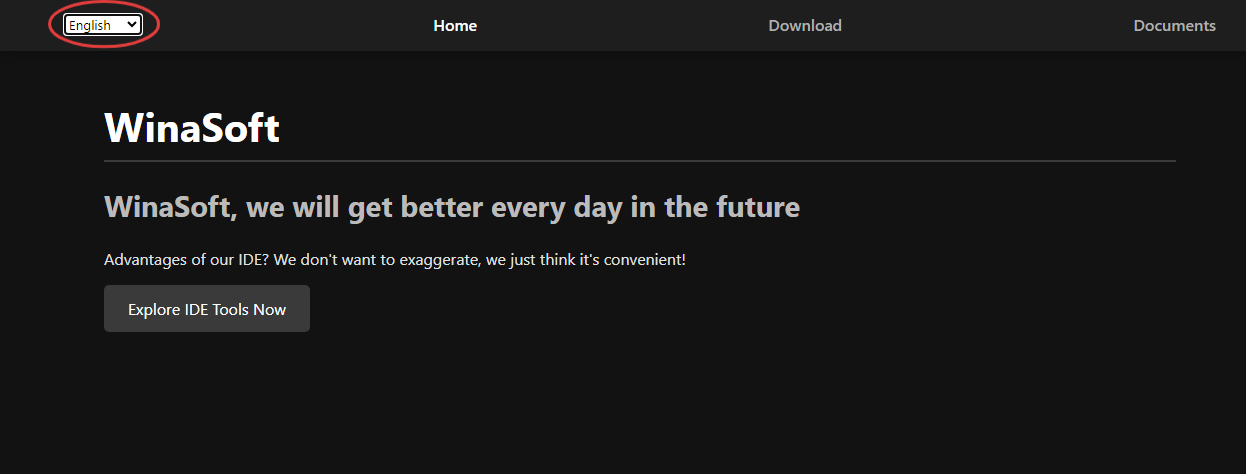 English
Home
Download
Documents
WinaSoft
WinaSoft, we will get better every day in the future
Advantages of our IDE? We don't want to exaggerate, we just think it's convenient!
Explore IDE Tools Now